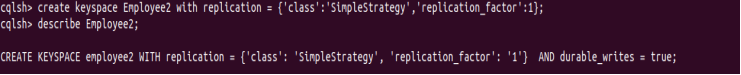 cqlsh> create keyspace Employee2 with replication = {'class':'SimpleStrategy','replication_factor':1};
cqlsh> describe Employee2;
CREATE KEYSPACE employee2 WITH replication = {'class': 'SimpleStrategy', 'replication_factor': '1'}  AND durable_writes = true;